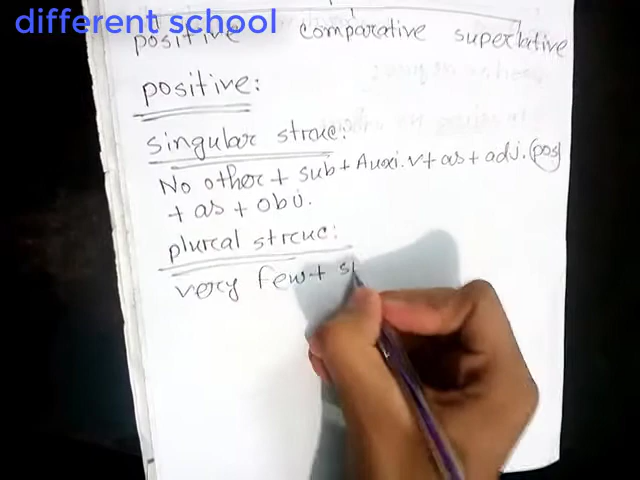 different school
positive comparative superlative
positive:
singular struc:
No other + sub + Auxi. v + as + adj. (pos)
+ as + obj.
plural struc:
very few + s